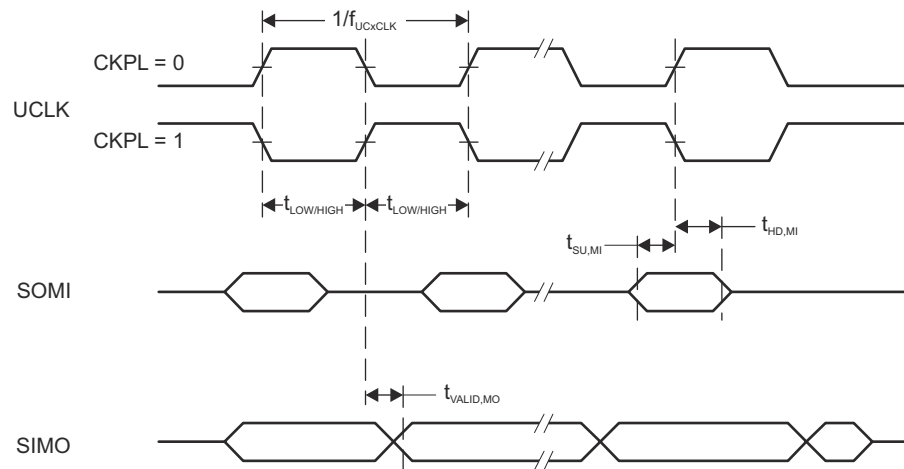 1/fUCxCLK
CKPL = 0
UCLK
CKPL = 1
tLOW/HIGH tLOW/HIGH
tHD,MI
tSU,MI
SOMI
tVALID,MO
SIMO